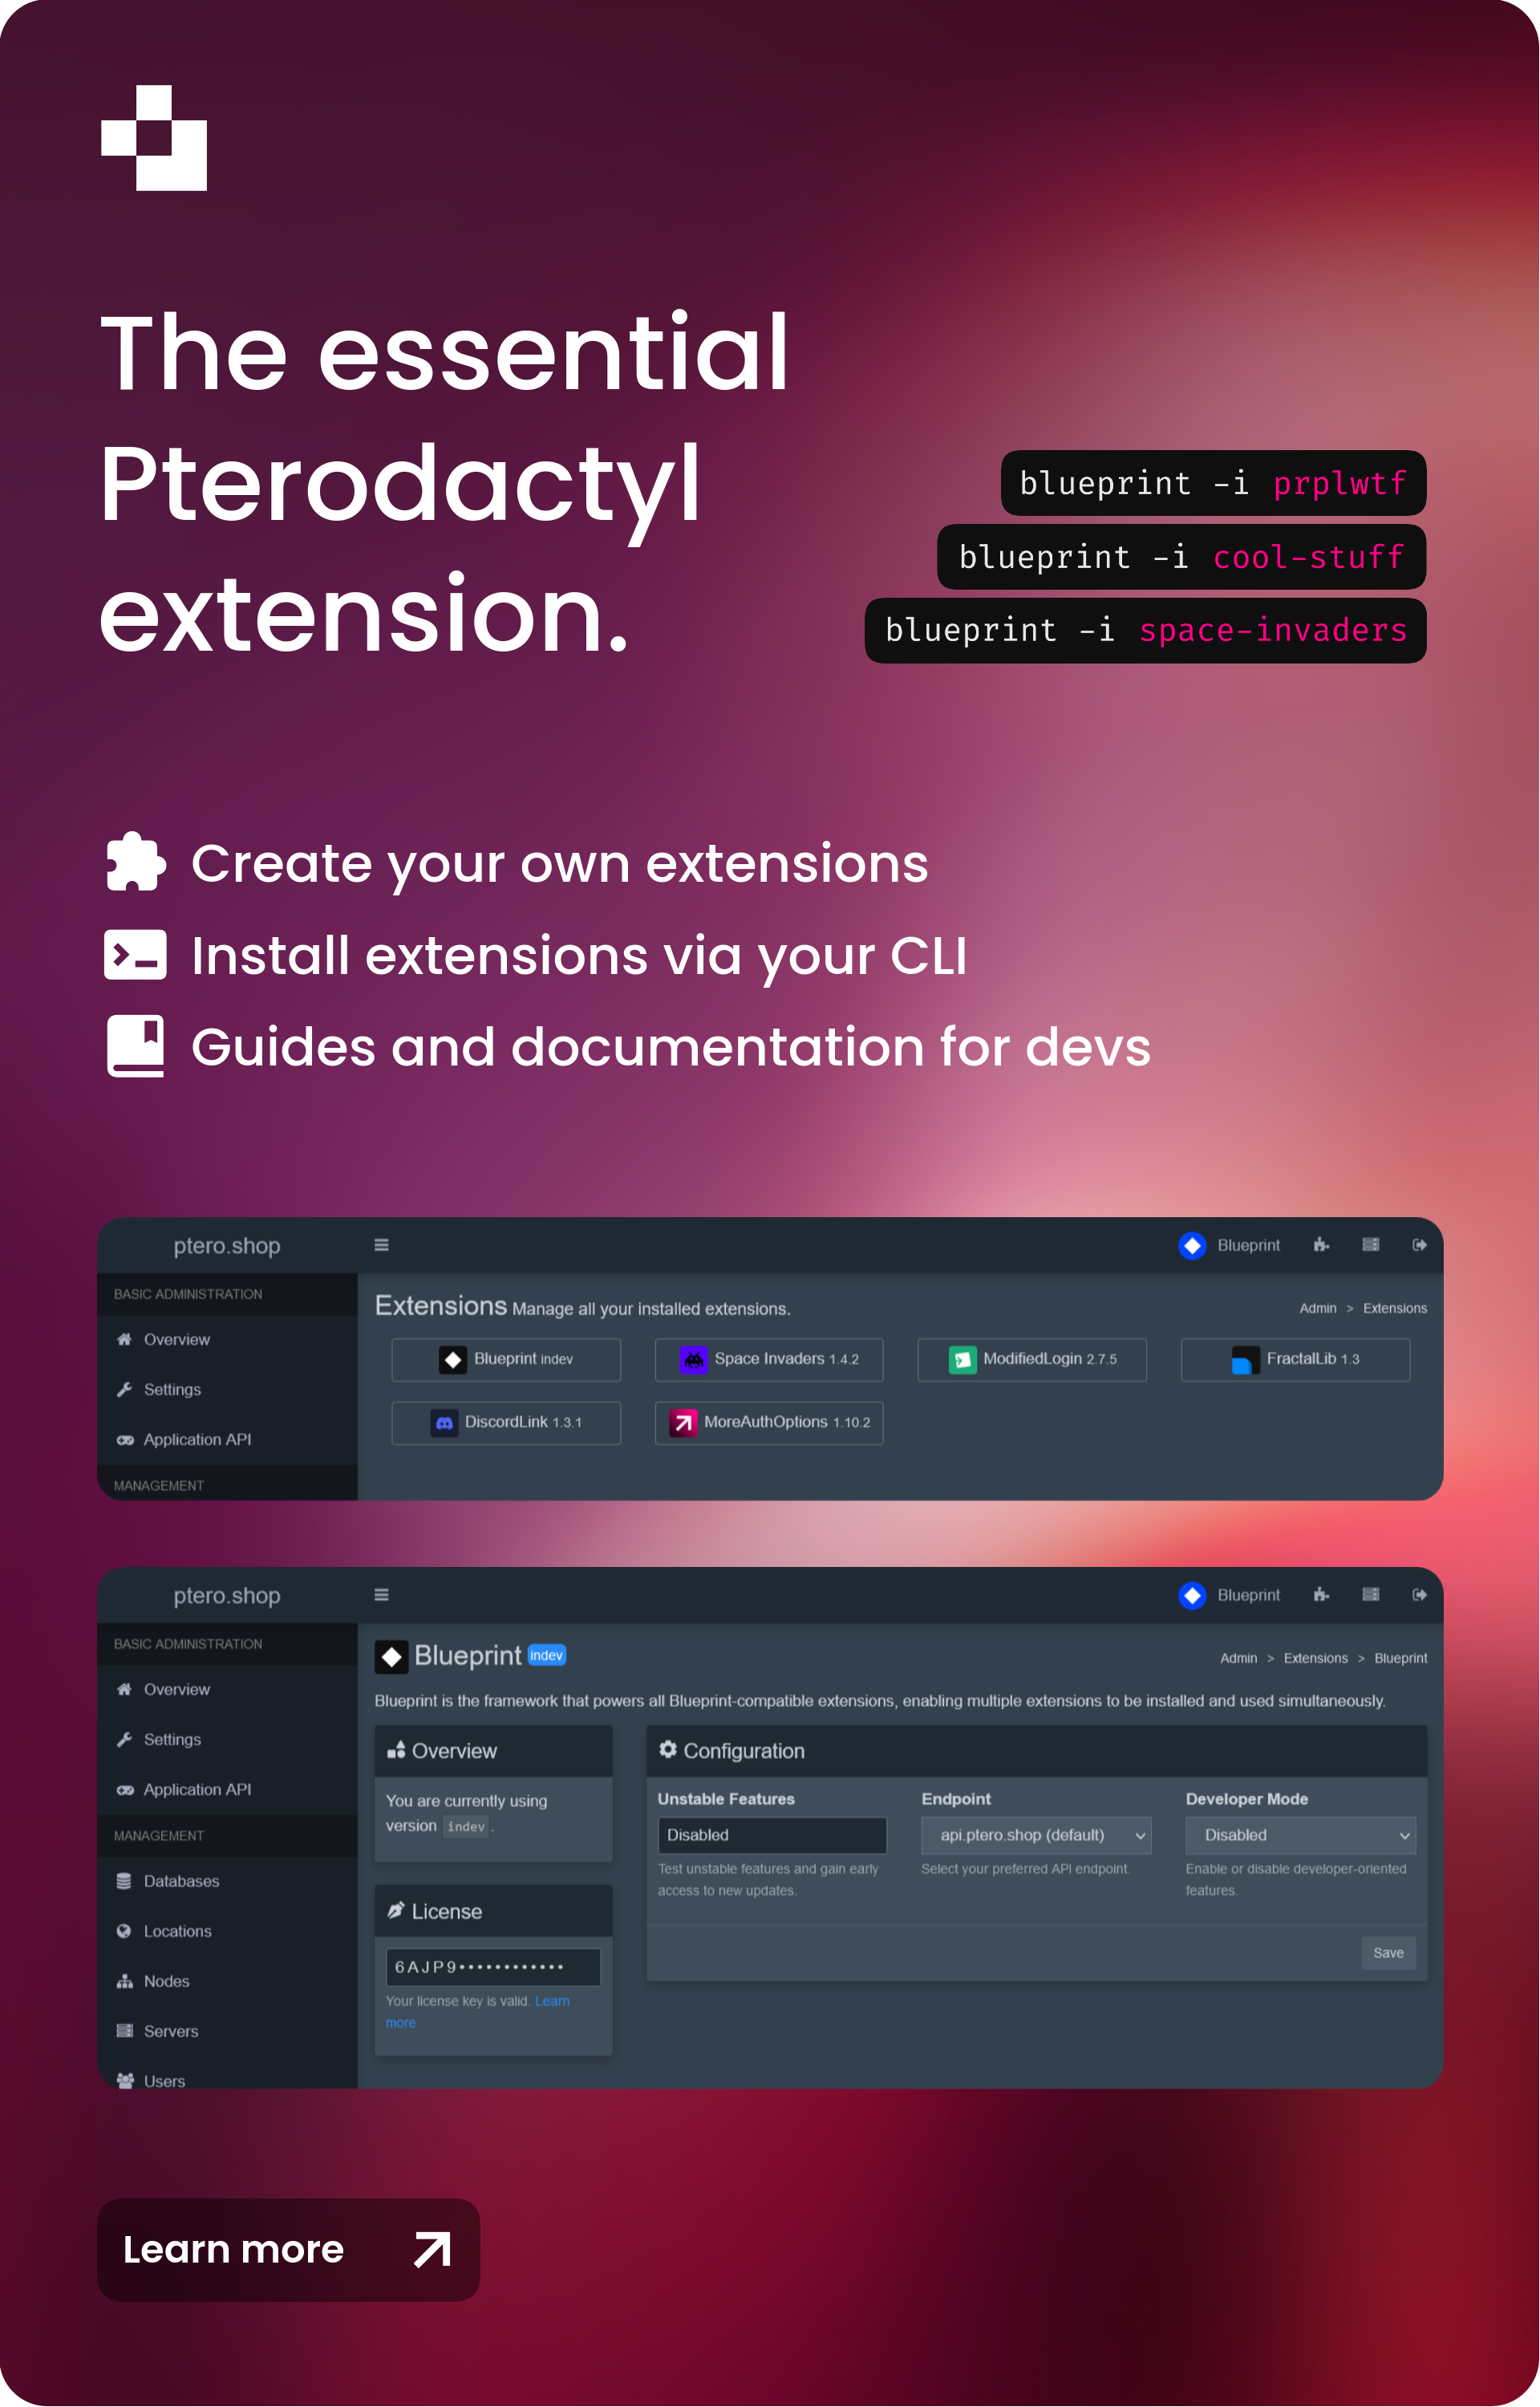 The essential
Pterodactyl
extension.
blueprint -i prplwtf
blueprint -i cool-stuff
blueprint -i space-invaders
Create your own extensions
Install extensions via your CLI
Guides and documentation for devs
ptero.shop
Blueprint
BASIC ADMINISTRATION
Overview
Settings
Application API
MANAGEMENT
Extensions Manage all your installed extensions.
Admin > Extensions
Blueprint indev
Space Invaders 1.4.2
ModifiedLogin 2.7.5
FractalLib 1.3
DiscordLink 1.3.1
MoreAuthOptions 1.10.2
ptero.shop
Blueprint
BASIC ADMINISTRATION
Overview
Settings
Application API
MANAGEMENT
Databases
Locations
Nodes
Servers
Users
Blueprint indev
Admin > Extensions > Blueprint
Blueprint is the framework that powers all Blueprint-compatible extensions, enabling multiple extensions to be installed and used simultaneously.
Overview
You are currently using
version indev.
License
6AJP9••••••••••••
Your license key is valid. Learn
more
Configuration
Unstable Features
Disabled
Test unstable features and gain early
access to new updates.
Endpoint
api.ptero.shop (default)
Select your preferred API endpoint.
Developer Mode
Disabled
Enable or disable developer-oriented
features.
Save
Learn more